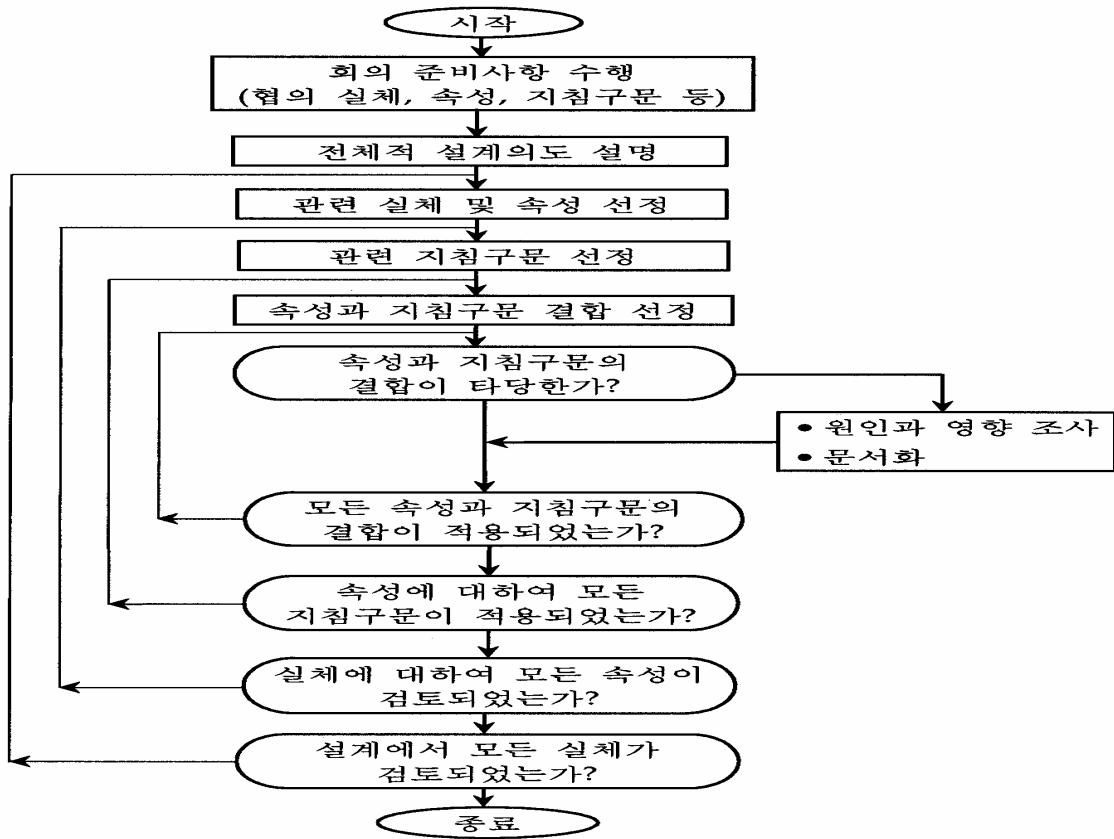 시작
회의 준비사항 수행
(협의 실체, 속성, 지침구문 등)
전체적 설계의도 설명
관련 실체 및 속성 선정
관련 지침구문 선정
속성과 지침구문 결합 선정
속성과 지침구문의
결합이 타당한가?
• 원인과 영향 조사
• 문서화
모든 속성과 지침구문의
결합이 적용되었는가?
속성에 대하여 모든
지침구문이 적용되었는가?
실체에 대하여 모든 속성이
검토되었는가?
설계에서 모든 실체가
검토되었는가?
종료